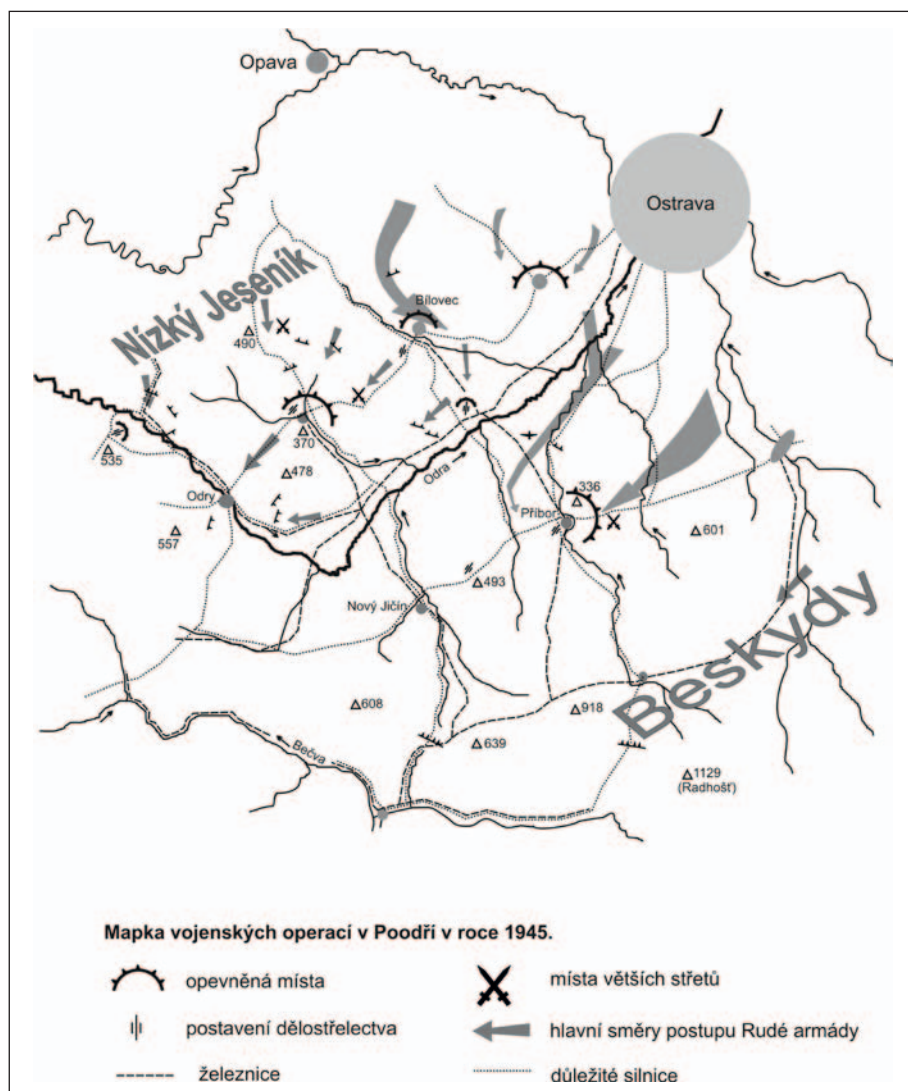 Opava
Ostrava
Nízký Jeseník
Bílovec
490
370
535
478
Odra
336
Odry
Příbor
557
601
493
Nový Jičín
Beskydy
608
918
639
Bečva
1129
(Radhošť)
Mapka vojenských operací v Poodří v roce 1945.
opevněná místa
místa větších střetů
postavení dělostřelectva
hlavní směry postupu Rudé armády
železnice
důležité silnice